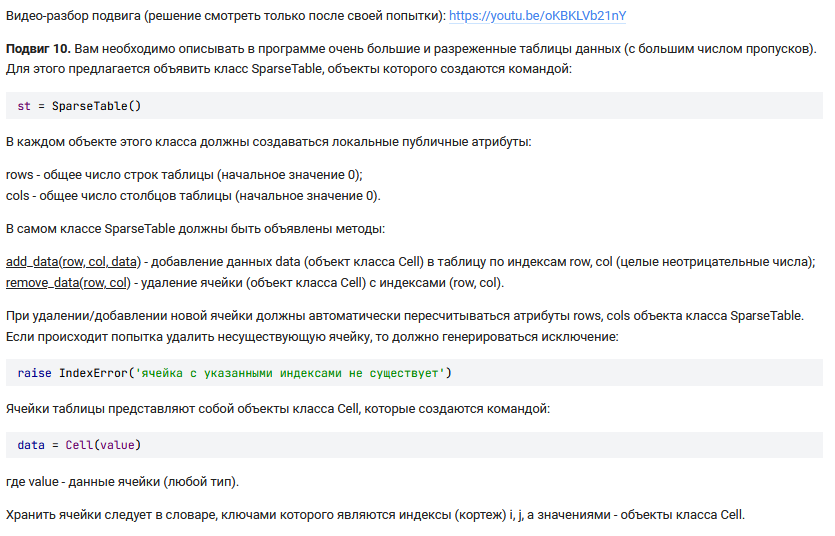 Видео-разбор подвига (решение смотреть только после своей попытки): https://youtu.be/oKBKLVb21nY
Подвиг 10. Вам необходимо описывать в программе очень большие и разреженные таблицы данных (с большим числом пропусков).
Для этого предлагается объявить класс SparseTable, объекты которого создаются командой:
st = SparseTable()
В каждом объекте этого класса должны создаваться локальные публичные атрибуты:
rows - общее число строк таблицы (начальное значение 0);
cols - общее число столбцов таблицы (начальное значение 0).
В самом классе SparseTable должны быть объявлены методы:
add_data(row, col, data) - добавление данных data (объект класса Cell) в таблицу по индексам row, col (целые неотрицательные числа);
remove_data(row, col) - удаление ячейки (объект класса Cell) с индексами (row, col).
При удалении/добавлении новой ячейки должны автоматически пересчитываться атрибуты rows, cols объекта класса SparseTable.
Если происходит попытка удалить несуществующую ячейку, то должно генерироваться исключение:
raise IndexError('ячейка с указанными индексами не существует')
Ячейки таблицы представляют собой объекты класса Cell, которые создаются командой:
data = Cell(value)
где value - данные ячейки (любой тип).
Хранить ячейки следует в словаре, ключами которого являются индексы (кортеж) i, j, а значениями - объекты класса Cell.